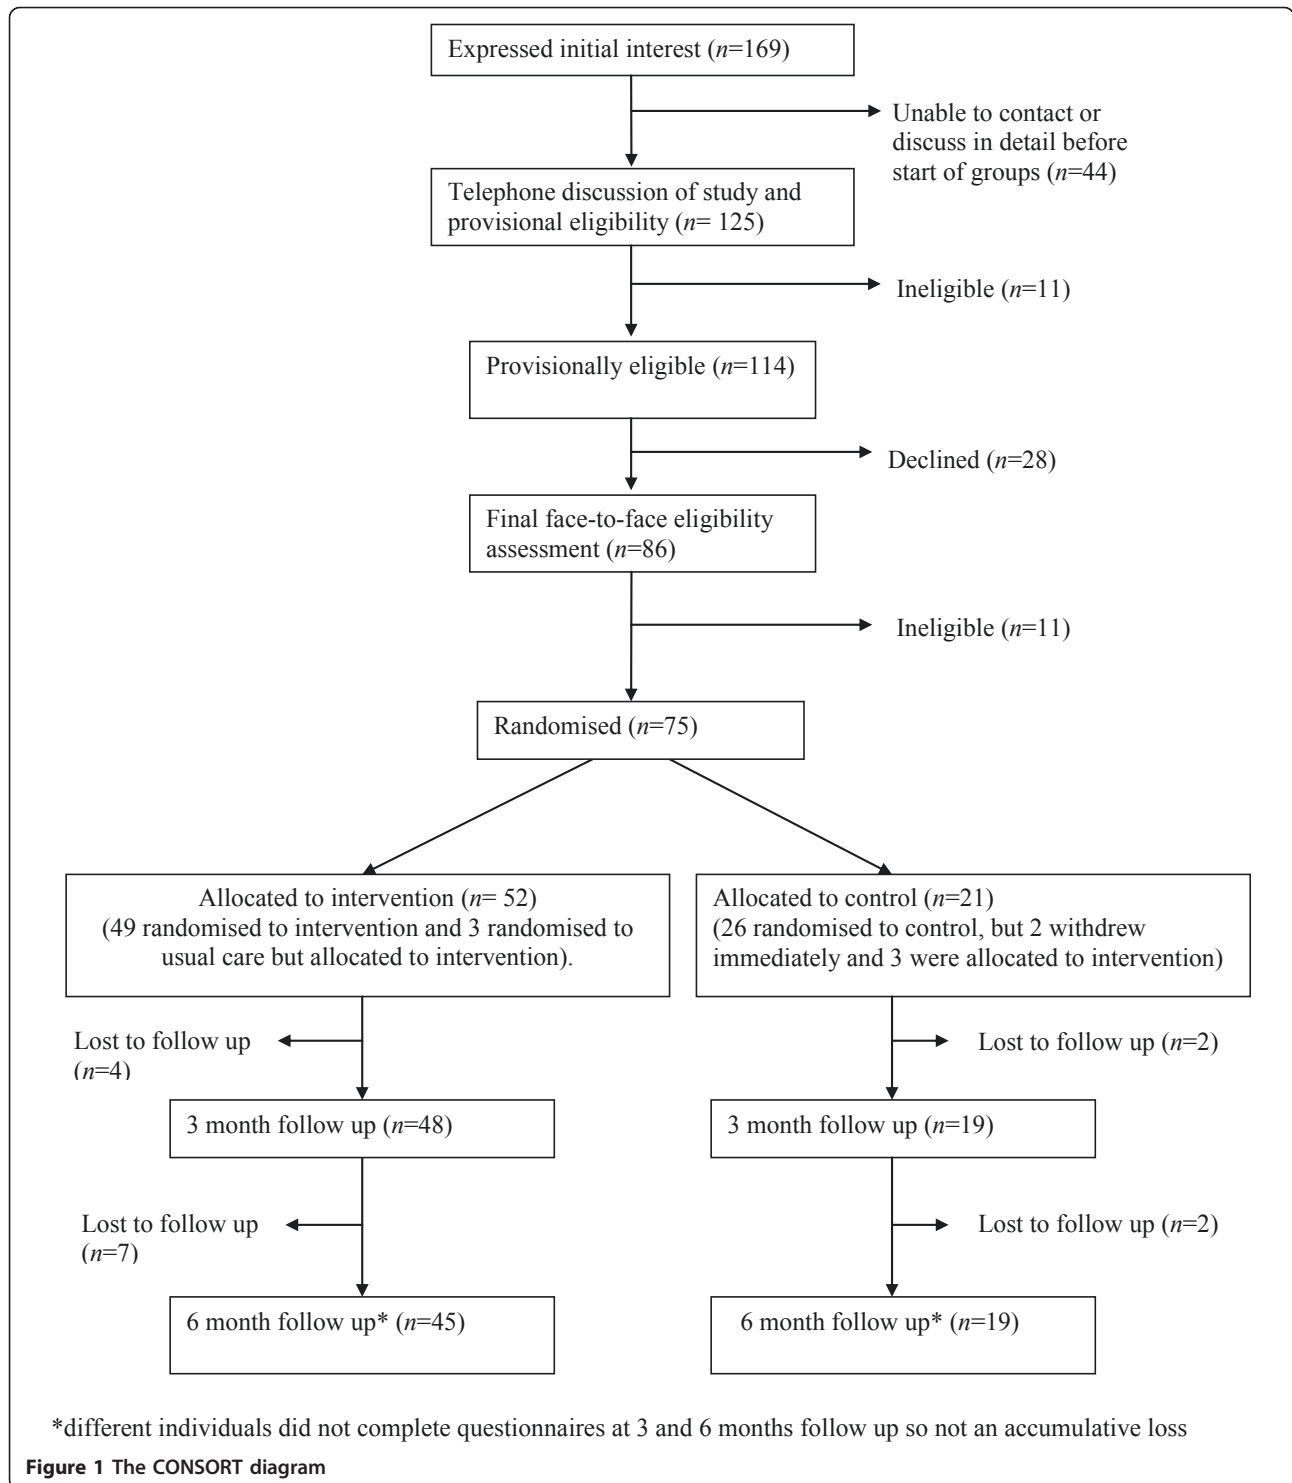 Expressed initial interest (n=169)
Unable to contact or
discuss in detail before
start of groups (n=44)
Telephone discussion of study and
provisional eligibility (n= 125)
Ineligible (n=11)
Provisionally eligible (n=114)
Declined (n=28)
Final face-to-face eligibility
assessment (n=86)
Ineligible (n=11)
Randomised (n=75)
Allocated to intervention (n= 52)
(49 randomised to intervention and 3 randomised to
usual care but allocated to intervention).
Allocated to control (n=21)
(26 randomised to control, but 2 withdrew
immediately and 3 were allocated to intervention)
Lost to follow up
(n=4)
Lost to follow up (n=2)
3 month follow up (n=48)
3 month follow up (n=19)
Lost to follow up
(n=7)
Lost to follow up (n=2)
6 month follow up* (n=45)
6 month follow up* (n=19)
*different individuals did not complete questionnaires at 3 and 6 months follow up so not an accumulative loss
Figure 1 The CONSORT diagram